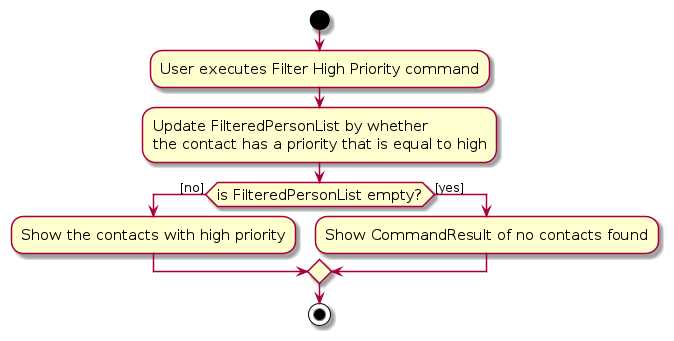 User executes Filter High Priority command
Update FilteredPersonList by whether
the contact has a priority that is equal to high
[no]
is FilteredPersonList empty?
[yes]
Show the contacts with high priority
Show CommandResult of no contacts found